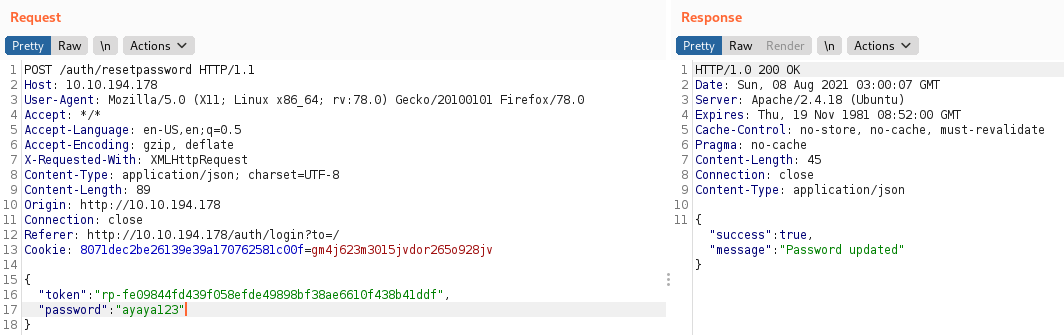 Request
Pretty Raw \n Actions
1 POST /auth/resetpassword HTTP/1.1
2 Host: 10.10.194.178
3 User-Agent: Mozilla/5.0 (X11; Linux x86_64; rv:78.0) Gecko/20100101 Firefox/78.0
4 Accept: */*
5 Accept-Language: en-US,en;q=0.5
6 Accept-Encoding: gzip, deflate
7 X-Requested-With: XMLHttpRequest
8 Content-Type: application/json; charset=UTF-8
9 Content-Length: 89
10 Origin: http://10.10.194.178
11 Connection: close
12 Referer: http://10.10.194.178/auth/login?to=/
13 Cookie: 8071dec2be26139e39a170762581c00f=gm4j623m3015jvdor265o928jv
14
15 {
16 "token":"rp-fe09844fd439f058efde49898bf38ae6610f438b41ddf",
17 "password":"ayaya123"
18 }
Response
Pretty Raw Render \n Actions
1 HTTP/1.0 200 OK
2 Date: Sun, 08 Aug 2021 03:00:07 GMT
3 Server: Apache/2.4.18 (Ubuntu)
4 Expires: Thu, 19 Nov 1981 08:52:00 GMT
5 Cache-Control: no-store, no-cache, must-revalidate
6 Pragma: no-cache
7 Content-Length: 45
8 Connection: close
9 Content-Type: application/json
10
11 {
"success":true,
"message":"Password updated"
}